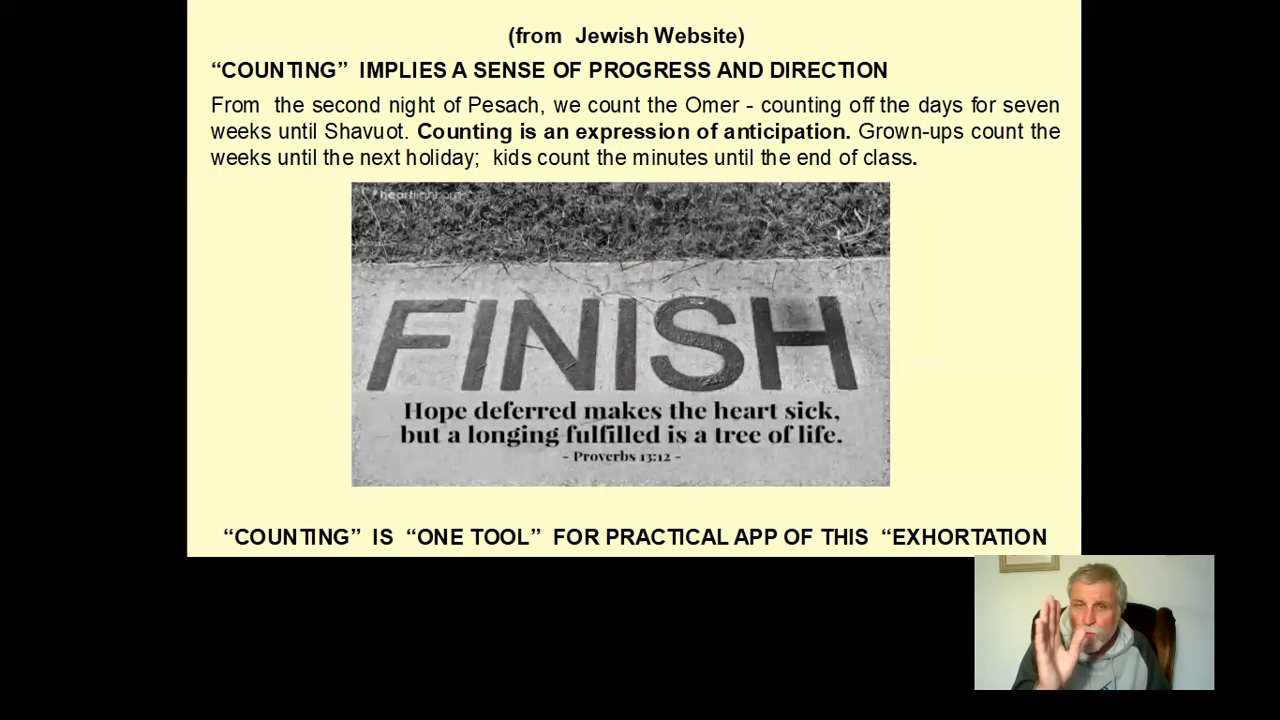 (from Jewish Website)
“COUNTING” IMPLIES A SENSE OF PROGRESS AND DIRECTION
From the second night of Pesach, we count the Omer - counting off the days for seven
weeks until Shavuot. Counting is an expression of anticipation. Grown-ups count the
weeks until the next holiday; kids count the minutes until the end of class.
heartlight.org
FINISH
Hope deferred makes the heart sick,
but a longing fulfilled is a tree of life.
- Proverbs 13:12 -
“COUNTING” IS “ONE TOOL” FOR PRACTICAL APP OF THIS “EXHORTATION